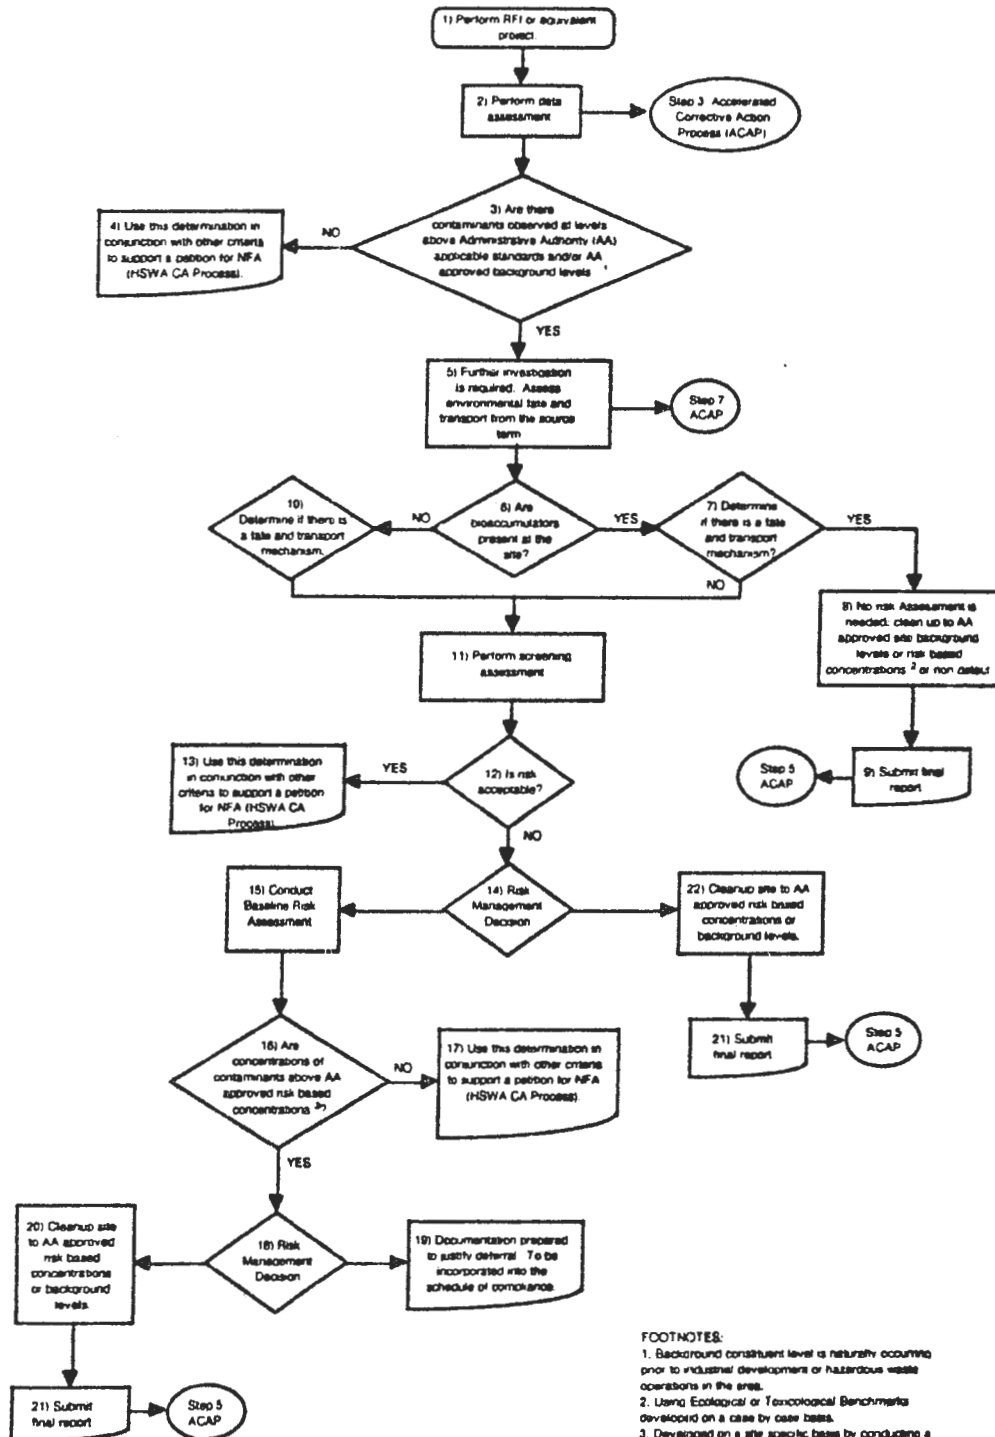 1) Perform RFI or equivalent
project.
2) Perform data
assessment
Step 3 Accelerated
Corrective Action
Process (ACAP)
3) Are there
contaminants observed at levels
above Administrative Authority (AA)
applicable standards and/or AA
approved background levels 1
NO
4) Use this determination in
conjunction with other criteria
to support a petition for NFA
(HSWA CA Process).
YES
5) Further investigation
is required. Assess
environmental fate and
transport from the source
term
Step 7
ACAP
10)
Determine if there is
a fate and transport
mechanism.
NO
6) Are
bioaccumulators
present at the
site?
YES
7) Determine
if there is a fate
and transport
mechanism?
YES
NO
8) No risk Assessment is
needed; clean up to AA
approved site background
levels or risk based
concentrations 2 or non detect
11) Perform screening
assessment
13) Use this determination
in conjunction with other
criteria to support a petition
for NFA (HSWA CA
Process)
YES
12) Is risk
acceptable?
Step 5
ACAP
9) Submit final
report
NO
15) Conduct
Baseline Risk
Assessment
14) Risk
Management
Decision
22) Cleanup site to AA
approved risk based
concentrations or
background levels.
16) Are
concentrations of
contaminants above AA
approved risk based
concentrations 3?
NO
17) Use this determination in
conjunction with other criteria
to support a petition for NFA
(HSWA CA Process).
21) Submit
final report
Step 5
ACAP
YES
20) Cleanup site
to AA approved
risk based
concentrations
or background
levels.
18) Risk
Management
Decision
19) Documentation prepared
to justify deferral. To be
incorporated into the
schedule of compliance.
21) Submit
final report
Step 5
ACAP
FOOTNOTES:
1. Background constituent level is naturally occurring
prior to industrial development or hazardous waste
operations in the area.
2. Using Ecological or Toxicological Benchmarks
developed on a case by case basis.
3. Developed on a site specific basis by conducting a